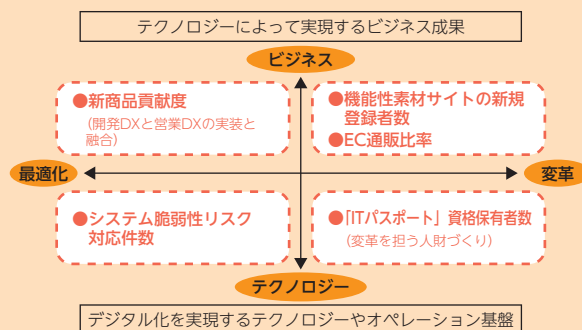 テクノロジーによって実現するビジネス成果
ビジネス
●新商品貢献度
(開発DXと営業DXの実装と
融合)
●機能性素材サイトの新規
登録者数
●EC通販比率
最適化
変革
●システム脆弱性リスク
対応件数
●「ITパスポート」資格保有者数
(変革を担う人財づくり)
テクノロジー
デジタル化を実現するテクノロジーやオペレーション基盤